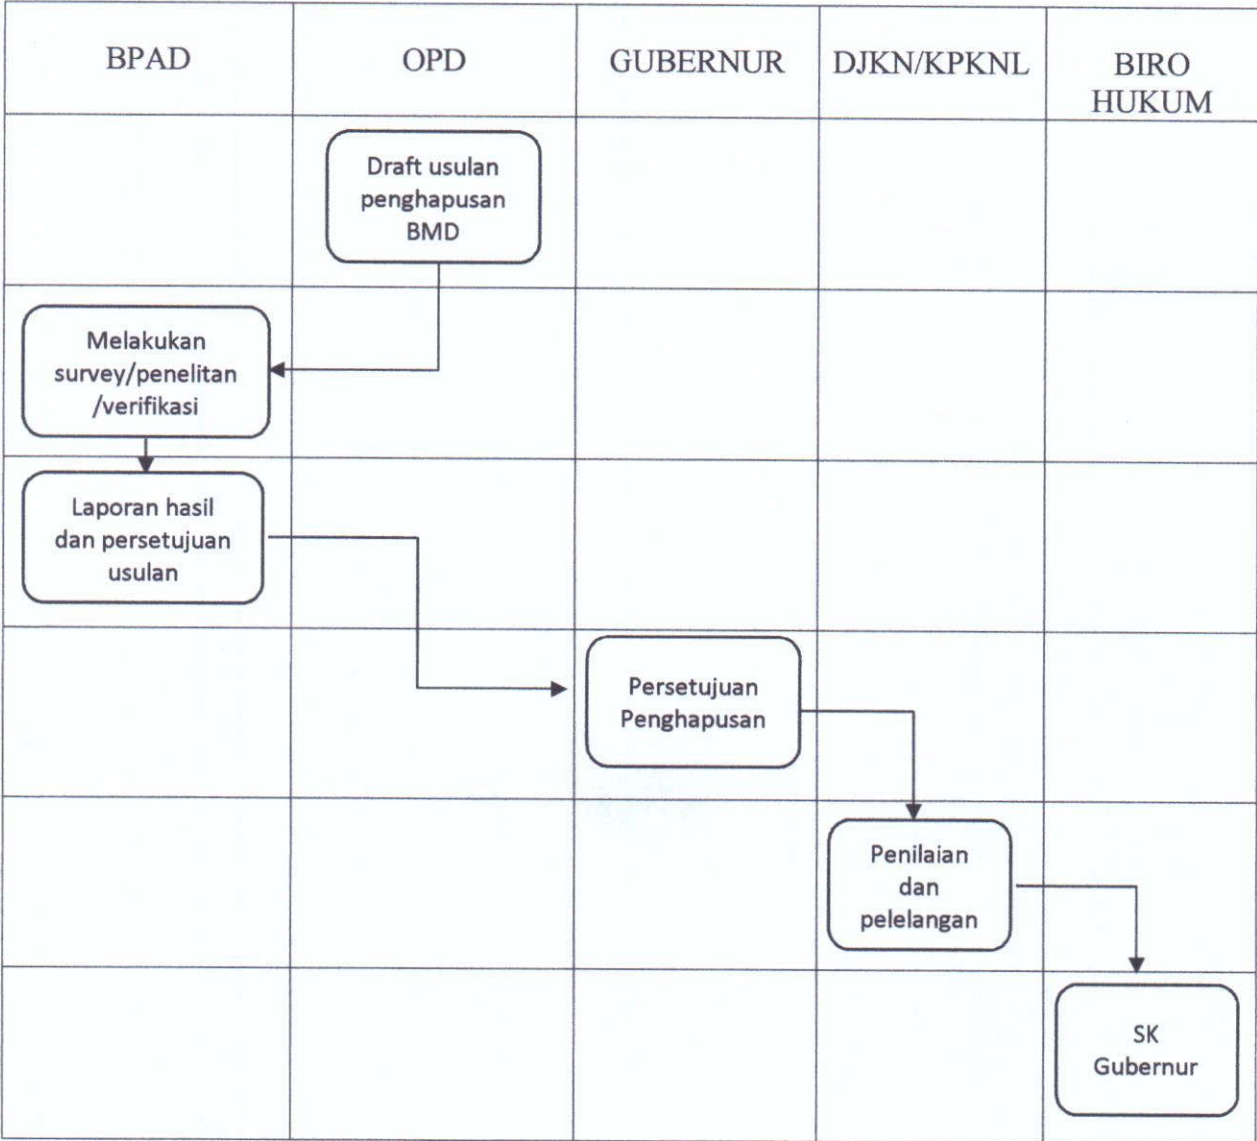 BPAD
OPD
GUBERNUR
DJKN/KPKNL
BIRO
HUKUM
Draft usulan
penghapusan
BMD
Melakukan
survey/penelitan
/verifikasi
Laporan hasil
dan persetujuan
usulan
Persetujuan
Penghapusan
Penilaian
dan
pelelangan
SK
Gubernur